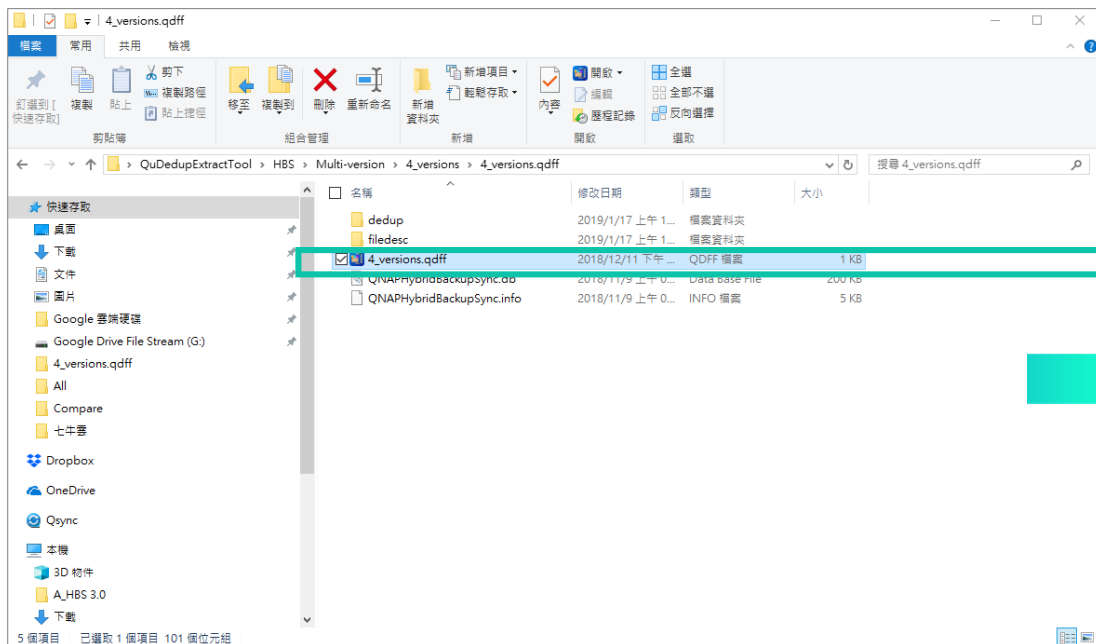 4_versions.qdff
檔案 常用 共用 檢視
釘選到 [快速存取]
複製
貼上
剪下
複製路徑
貼上捷徑
剪貼簿
移至
複製到
刪除
重新命名
組合管理
新增資料夾
新增項目
輕鬆存取
新增
內容
開啟
編輯
歷程記錄
開啟
全選
全部不選
反向選擇
選取
QuDedupExtractTool > HBS > Multi-version > 4_versions > 4_versions.qdff
搜尋 4_versions.qdff
快速存取
桌面
下載
文件
圖片
Google 雲端硬碟
Google Drive File Stream (G:)
4_versions.qdff
All
Compare
七牛雲
Dropbox
OneDrive
Qsync
本機
3D 物件
A_HBS 3.0
下載
名稱 修改日期 類型 大小
dedup 2019/1/17 上午 1... 檔案資料夾
filedesc 2019/1/17 上午 1... 檔案資料夾
4_versions.qdff 2018/12/11 下午 ... QDFF 檔案 1 KB
QNAPHybridBackupSync.db 2018/11/9 上午 0... Data Base File 200 KB
QNAPHybridBackupSync.info 2018/11/9 上午 0... INFO 檔案 5 KB
5 個項目 已選取 1 個項目 101 個位元組